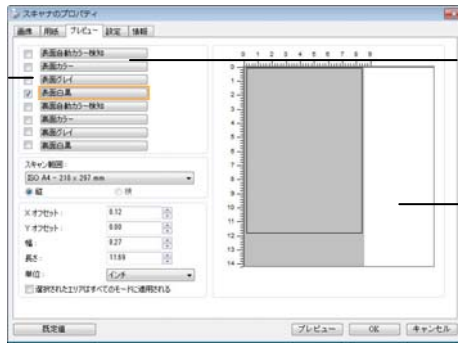 スキャナのプロパティ
画像 用紙 プレビュー 設定 情報
表面自動カラー検知
表面カラー
表面グレイ
表面白黒
裏面自動カラー検知
裏面カラー
裏面グレイ
裏面白黒
スキャン範囲:
ISO A4 - 210 x 297 mm
縦 横
Xオフセット: 0.12
Yオフセット: 0.00
幅: 8.27
長さ: 11.69
単位: インチ
選択されたエリアはすべてのモードに適用される
0 1 2 3 4 5 6 7 8 9
0
1
2
3
4
5
6
7
8
9
10
11
12
13
14
既定値 プレビュー OK キャンセル